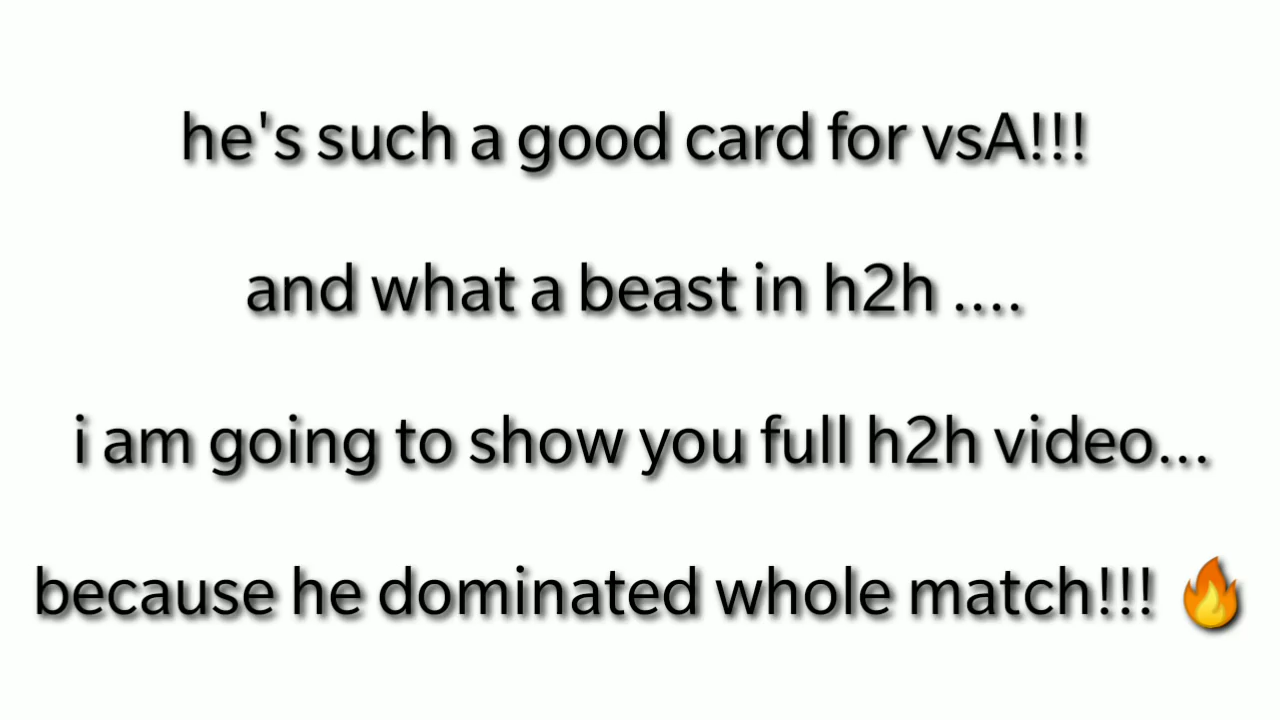 he's such a good card for vsA!!!
and what a beast in h2h ....
i am going to show you full h2h video...
because he dominated whole match!!! 🔥